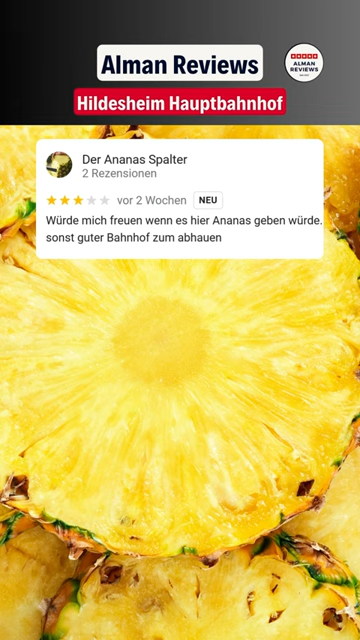 Alman Reviews
ALMAN
REVIEWS
Hildesheim Hauptbahnhof
Der Ananas Spalter
2 Rezensionen
vor 2 Wochen NEU
Würde mich freuen wenn es hier Ananas geben würde.
sonst guter Bahnhof zum abhauen